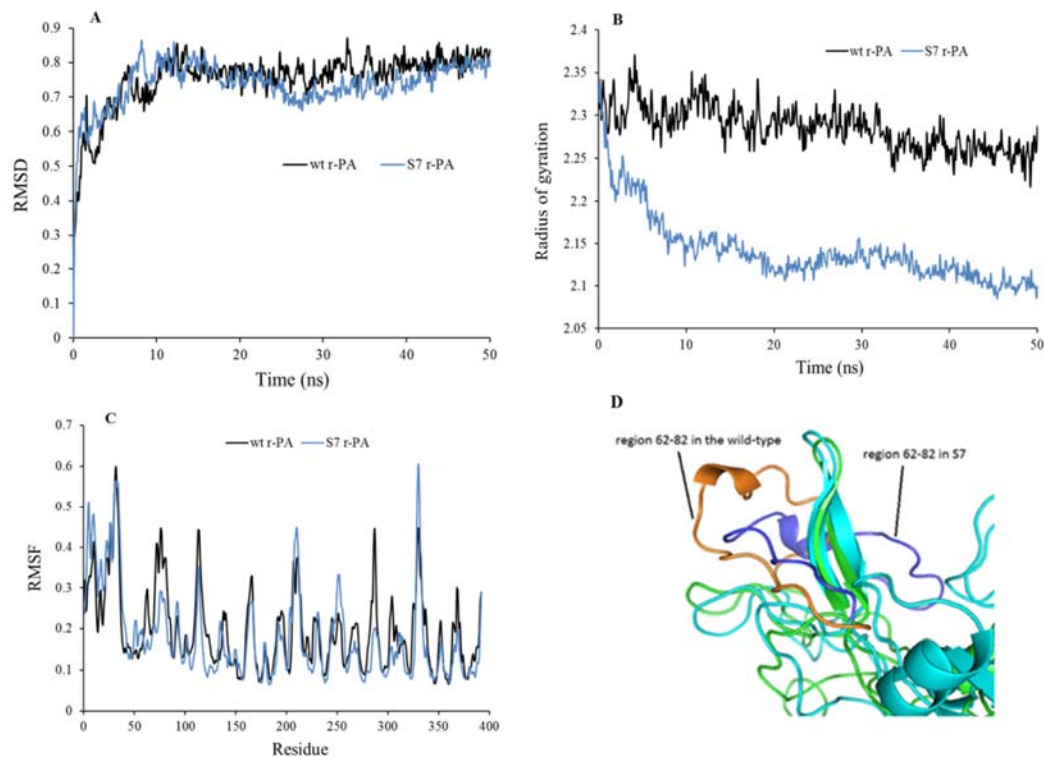 A
wt r-PA
S7 r-PA
RMSD
0.9
0.8
0.7
0.6
0.5
0.4
0.3
0.2
0.1
0
0
10
20
30
40
50
Time (ns)
B
wt r-PA
S7 r-PA
Radius of gyration
2.4
2.35
2.3
2.25
2.2
2.15
2.1
2.05
0
10
20
30
40
50
Time (ns)
C
wt r-PA
S7 r-PA
RMSF
0.7
0.6
0.5
0.4
0.3
0.2
0.1
0
0
50
100
150
200
250
300
350
400
Residue
D
region 62-82 in the wild-type
region 62-82 in S7